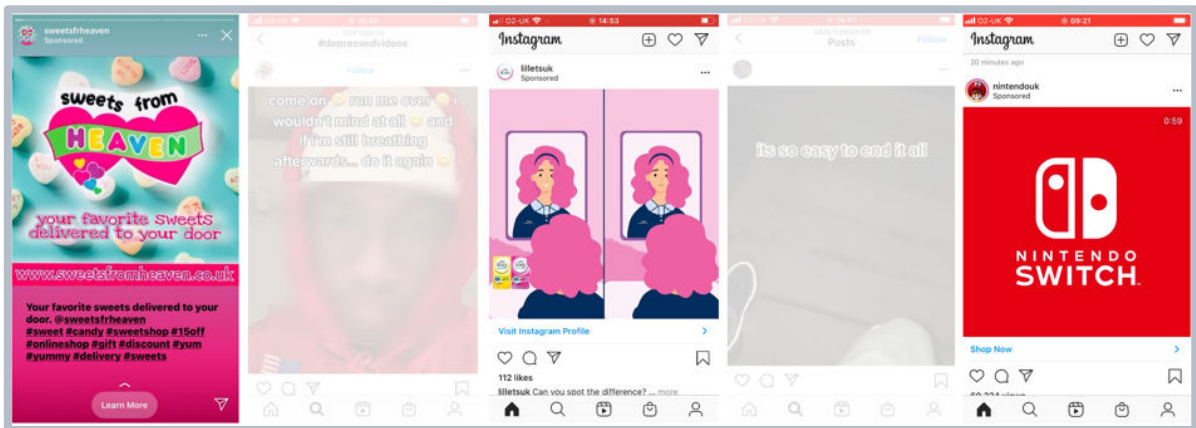 sweetsfrheaven
Sponsored
sweets from
HEAVEN
your favorite sweets
delivered to your door
www.sweetsfromheaven.co.uk
Your favorite sweets delivered to your
door. @sweetsfrheaven
#sweet #candy #sweetshop #15off
#onlineshop #gift #discount #yum
#yummy #delivery #sweets
Learn More
O2-UK
#depressedvideos
Follow
come on run me over i
wouldn't mind at all and
if i'm still breathing
afterwards... do it again
O2-UK 14:53
Instagram
lilletsuk
Sponsored
Visit Instagram Profile
112 likes
lilletsuk Can you spot the difference? ... more
O2-UK
Posts
Follow
its so easy to end it all
O2-UK 09:21
Instagram
20 minutes ago
nintendouk
Sponsored
0:59
NINTENDO
SWITCH
Shop Now